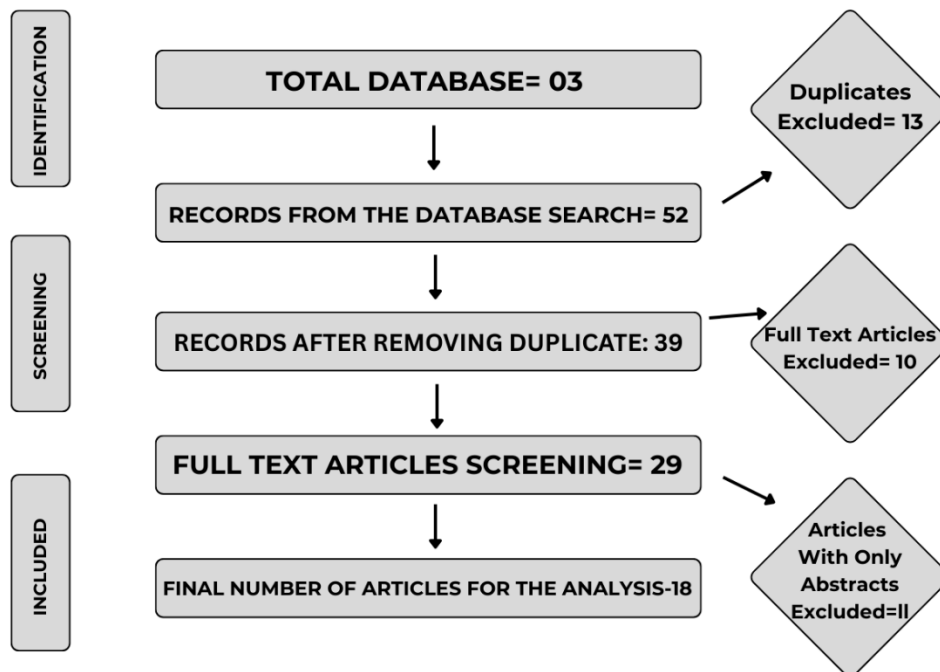 IDENTIFICATION
TOTAL DATABASE= 03
Duplicates
Excluded= 13
RECORDS FROM THE DATABASE SEARCH= 52
SCREENING
RECORDS AFTER REMOVING DUPLICATE: 39
Full Text Articles
Excluded= 10
FULL TEXT ARTICLES SCREENING= 29
INCLUDED
FINAL NUMBER OF ARTICLES FOR THE ANALYSIS-18
Articles
With Only
Abstracts
Excluded=ll